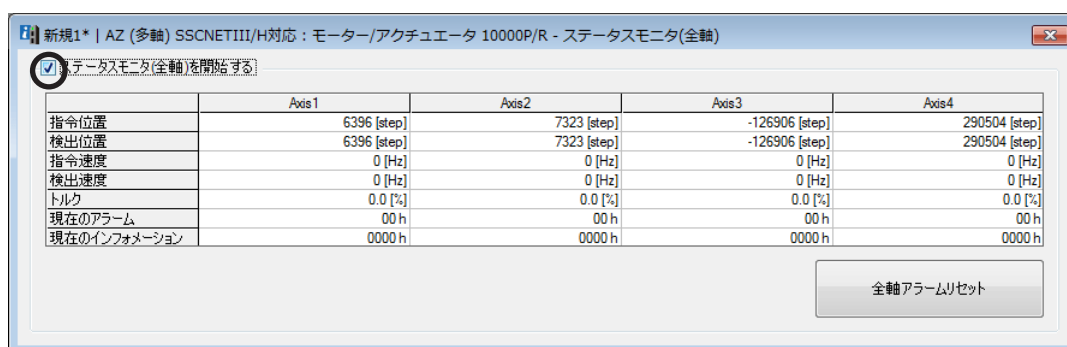 新規1* | AZ (多軸) SSCNETIII/H対応：モーター/アクチュエータ 10000P/R - ステータスモニタ(全軸)
ステータスモニタ(全軸)を開始する
Axis1 Axis2 Axis3 Axis4
指令位置 6396 [step] 7323 [step] -126906 [step] 290504 [step]
検出位置 6396 [step] 7323 [step] -126906 [step] 290504 [step]
指令速度 0 [Hz] 0 [Hz] 0 [Hz] 0 [Hz]
検出速度 0 [Hz] 0 [Hz] 0 [Hz] 0 [Hz]
トルク 0.0 [%] 0.0 [%] 0.0 [%] 0.0 [%]
現在のアラーム 00 h 00 h 00 h 00 h
現在のインフォメーション 0000 h 0000 h 0000 h 0000 h
全軸アラームリセット